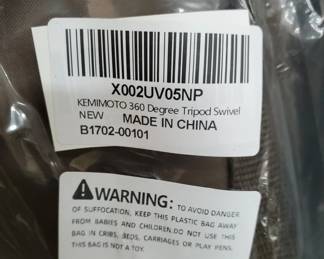 X002UV05NP
KEMIMOTO 360 Degree Tripod Swivel
NEW MADE IN CHINA
B1702-00101
WARNING: TO AVOID DANGER
OF SUFFOCATION, KEEP THIS PLASTIC BAG AWAY
FROM BABIES AND CHILDREN.DO NOT USE THIS
BAG IN CRIBS, BEDS, CARRIAGES OR PLAY PENS.
THIS BAG IS NOT A TOY.